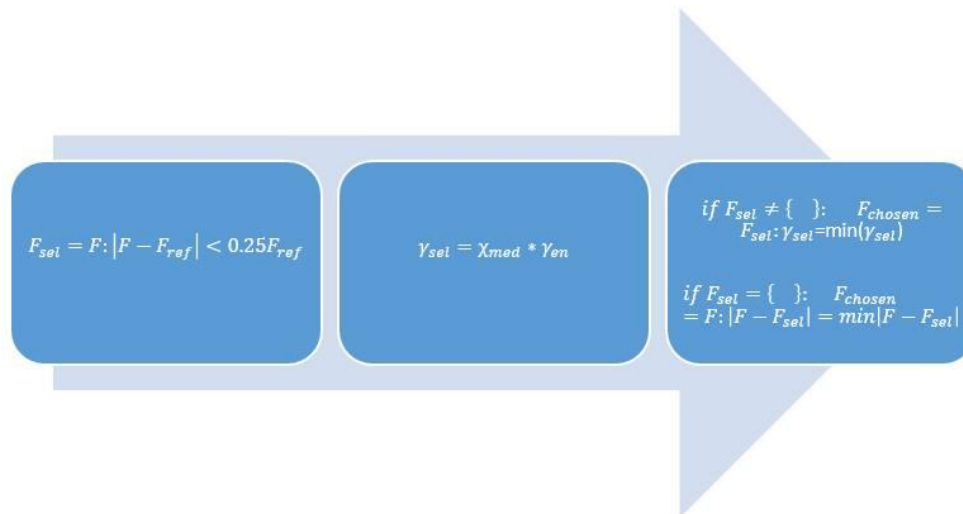 F_sel = F: |F − F_ref| < 0.25F_ref
γ_sel = χ_med * γ_en
if F_sel ≠ { }: F_chosen =
F_sel: γ_sel=min(γ_sel)
if F_sel = { }: F_chosen
= F: |F − F_sel| = min|F − F_sel|